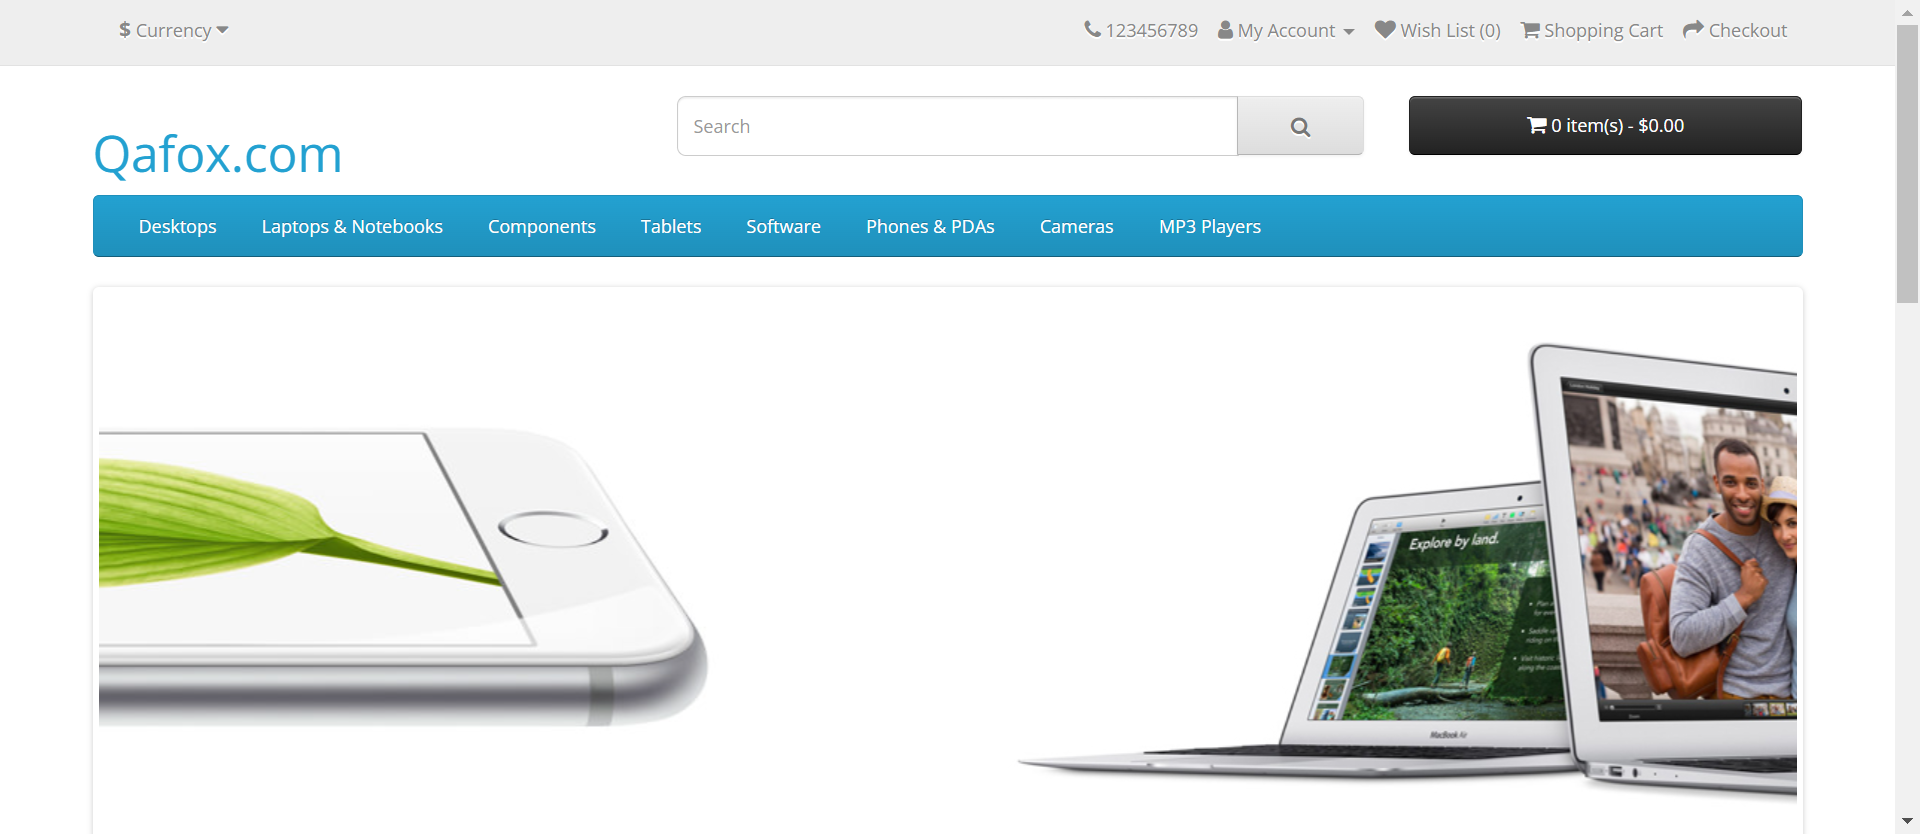 $ Currency
123456789 My Account Wish List (0) Shopping Cart Checkout
Search
0 item(s) - $0.00
Qafox.com
Desktops Laptops & Notebooks Components Tablets Software Phones & PDAs Cameras MP3 Players
Explore by land.
MacBook Air